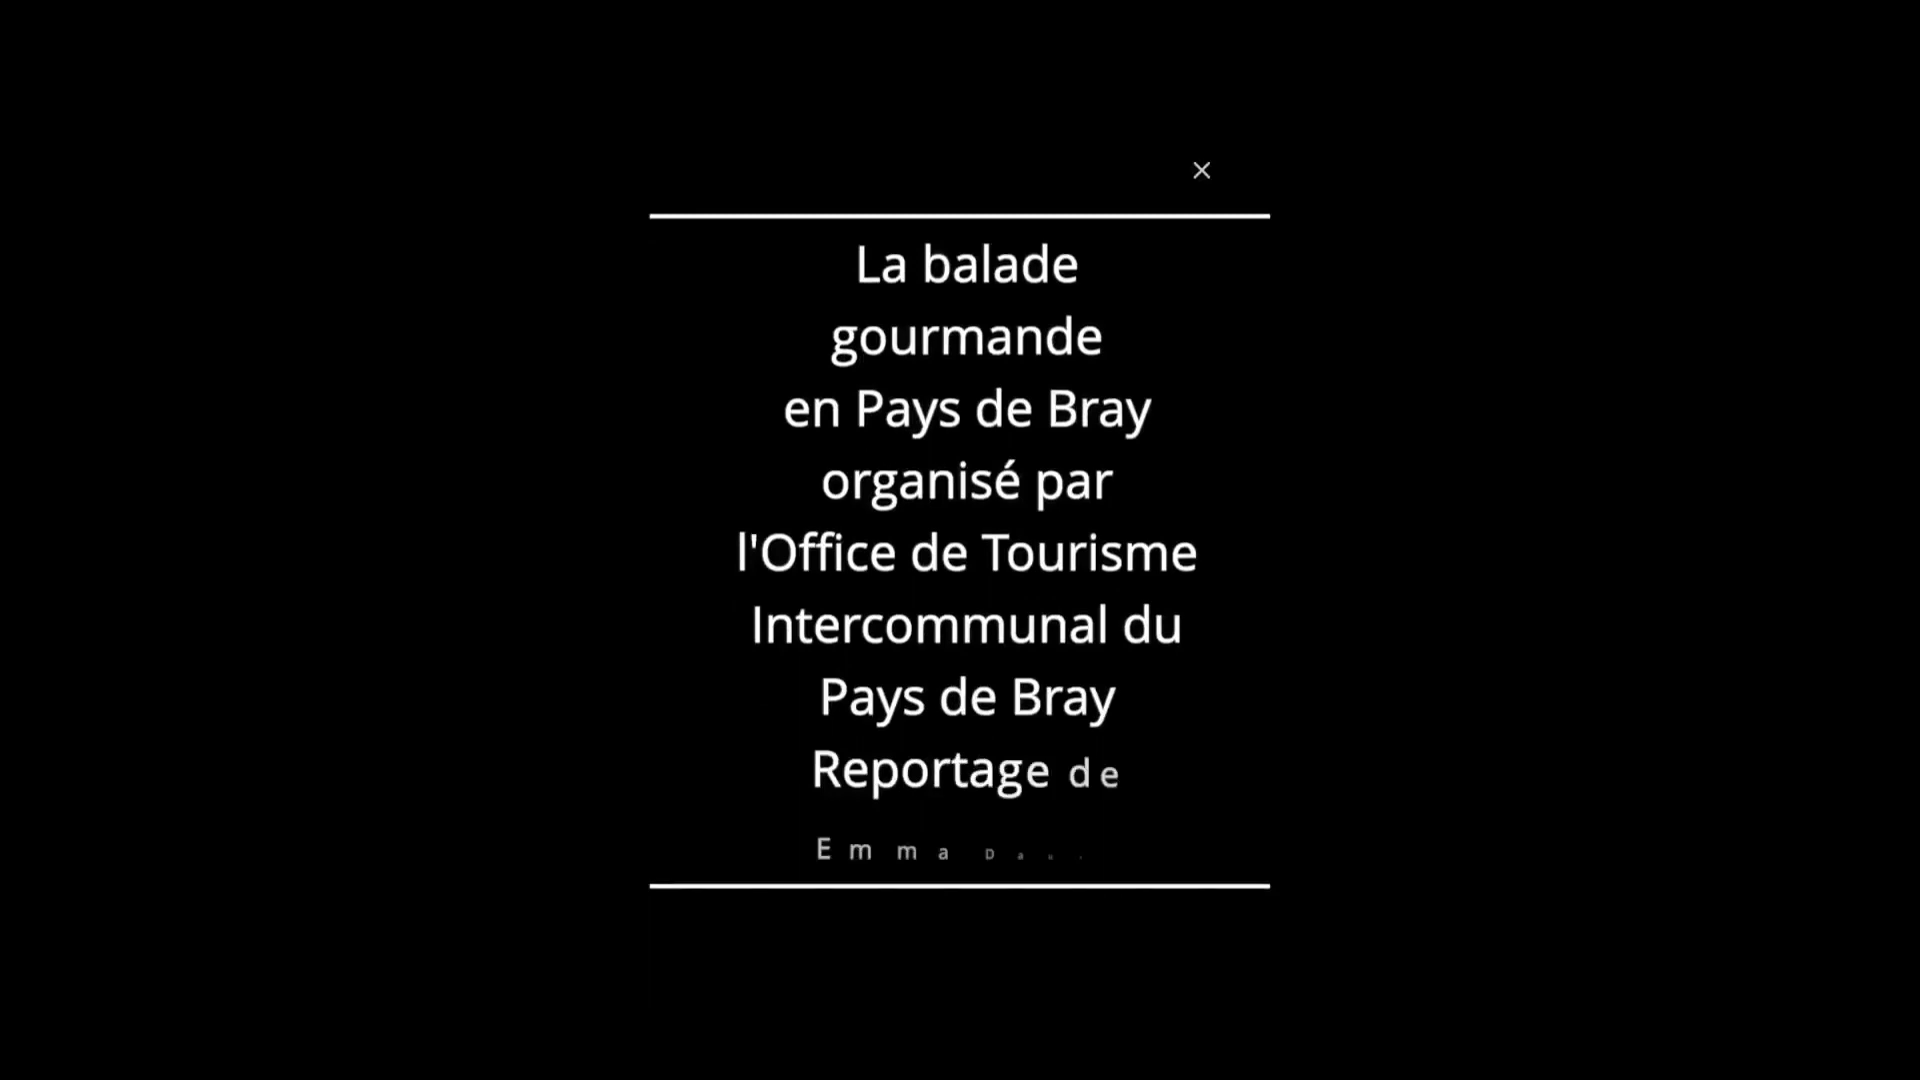 La balade
gourmande
en Pays de Bray
organisé par
l'Office de Tourisme
Intercommunal du
Pays de Bray
Reportage de
Emma